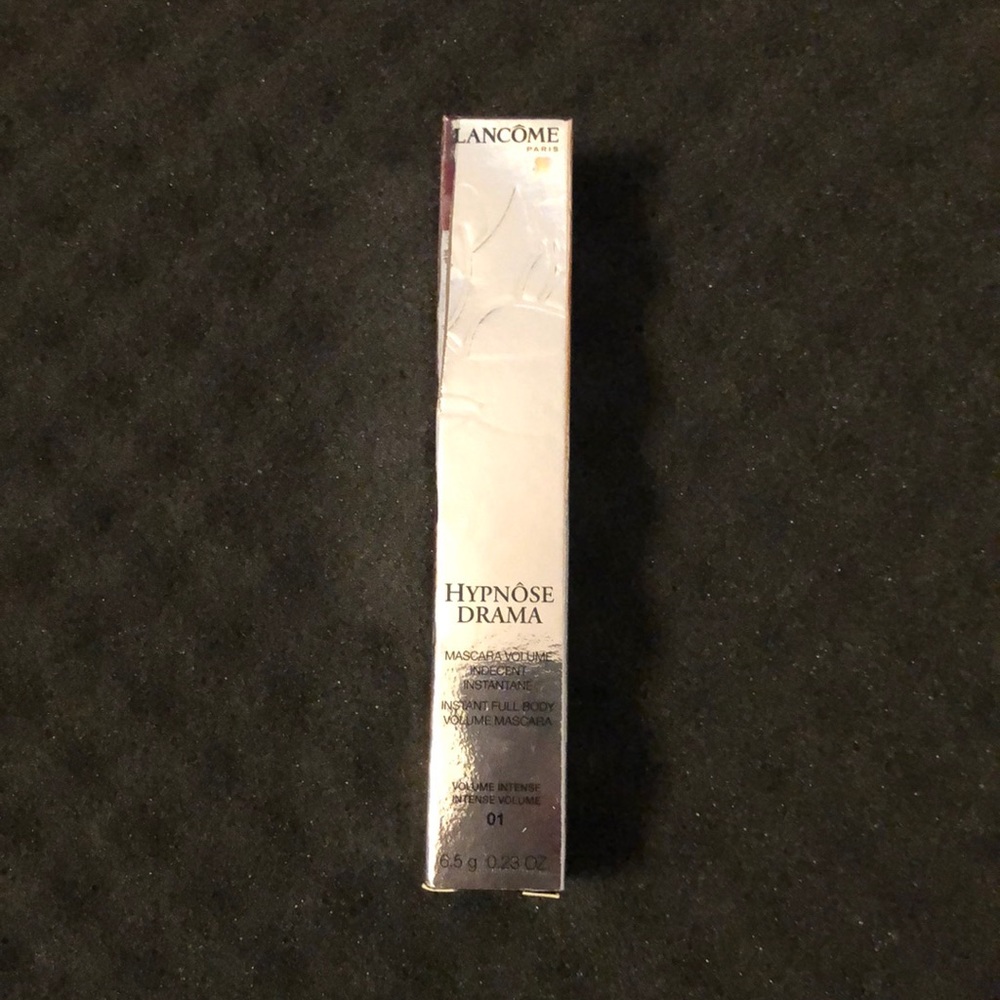 LANCÔME
PARIS
HYPNÔSE
DRAMA
MASCARA VOLUME
INDECENT
INSTANTANE
INSTANT FULL BODY
VOLUME MASCARA
VOLUME INTENSE
INTENSE VOLUME
01
6.5 g 0.23 OZ